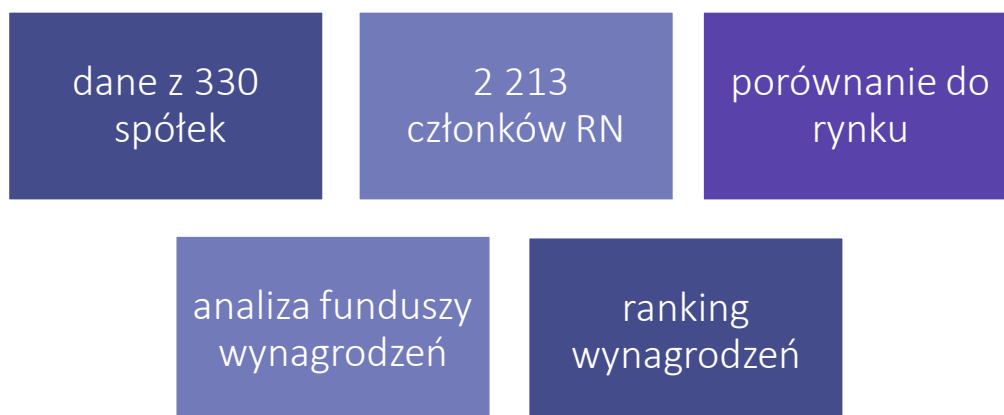 dane z 330
spółek
2 213
członków RN
porównanie do
rynku
analiza funduszy
wynagrodzeń
ranking
wynagrodzeń